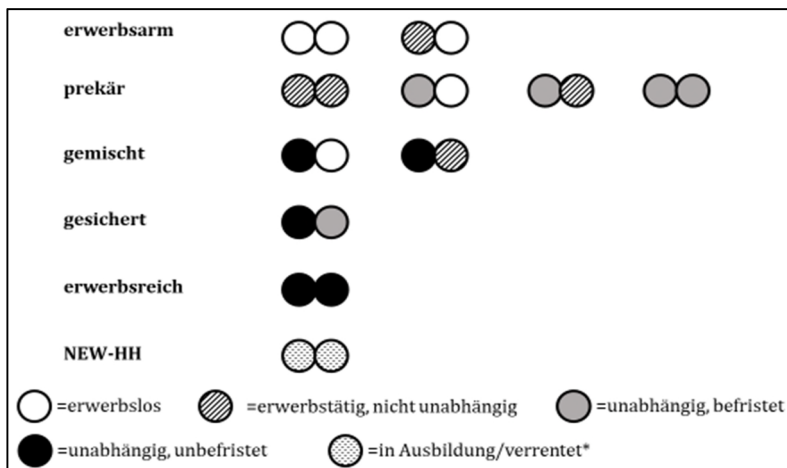 erwerbsarm
prekär
gemischt
gesichert
erwerbsreich
NEW-HH
=erwerbslos =erwerbstätig, nicht unabhängig =unabhängig, befristet
=unabhängig, unbefristet =in Ausbildung/verrentet*